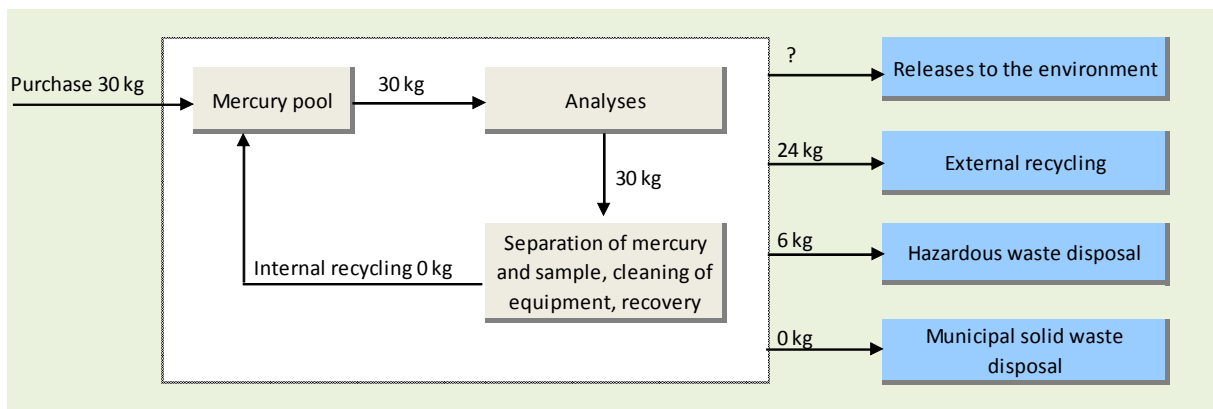 Purchase 30 kg
Mercury pool
30 kg
Analyses
30 kg
Separation of mercury
and sample, cleaning of
equipment, recovery
Internal recycling 0 kg
?
Releases to the environment
24 kg
External recycling
6 kg
Hazardous waste disposal
0 kg
Municipal solid waste
disposal